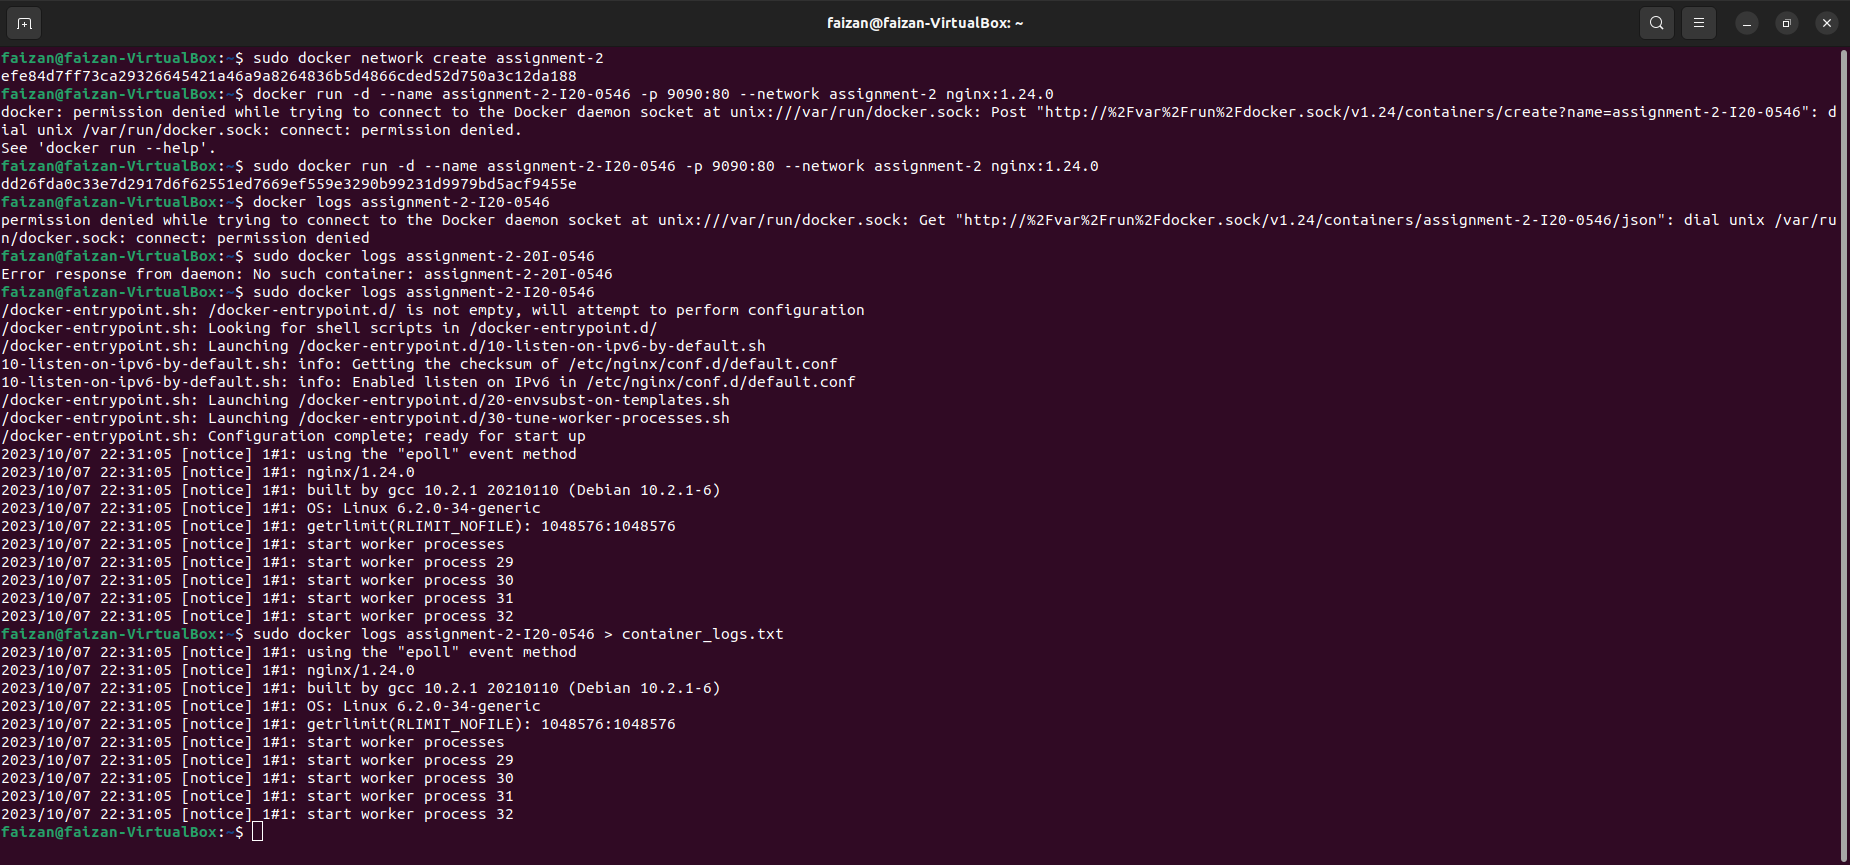 faizan@faizan-VirtualBox: ~
faizan@faizan-VirtualBox:~$ sudo docker network create assignment-2
efe84d7ff73ca29326645421a46a9a8264836b5d4866cded52d750a3c12da188
faizan@faizan-VirtualBox:~$ docker run -d --name assignment-2-I20-0546 -p 9090:80 --network assignment-2 nginx:1.24.0
docker: permission denied while trying to connect to the Docker daemon socket at unix:///var/run/docker.sock: Post "http://%2Fvar%2Frun%2Fdocker.sock/v1.24/containers/create?name=assignment-2-I20-0546": d
ial unix /var/run/docker.sock: connect: permission denied.
See 'docker run --help'.
faizan@faizan-VirtualBox:~$ sudo docker run -d --name assignment-2-I20-0546 -p 9090:80 --network assignment-2 nginx:1.24.0
dd26fda0c33e7d2917d6f62551ed7669ef559e3290b99231d9979bd5acf9455e
faizan@faizan-VirtualBox:~$ docker logs assignment-2-I20-0546
permission denied while trying to connect to the Docker daemon socket at unix:///var/run/docker.sock: Get "http://%2Fvar%2Frun%2Fdocker.sock/v1.24/containers/assignment-2-I20-0546/json": dial unix /var/ru
n/docker.sock: connect: permission denied
faizan@faizan-VirtualBox:~$ sudo docker logs assignment-2-20I-0546
Error response from daemon: No such container: assignment-2-20I-0546
faizan@faizan-VirtualBox:~$ sudo docker logs assignment-2-I20-0546
/docker-entrypoint.sh: /docker-entrypoint.d/ is not empty, will attempt to perform configuration
/docker-entrypoint.sh: Looking for shell scripts in /docker-entrypoint.d/
/docker-entrypoint.sh: Launching /docker-entrypoint.d/10-listen-on-ipv6-by-default.sh
10-listen-on-ipv6-by-default.sh: info: Getting the checksum of /etc/nginx/conf.d/default.conf
10-listen-on-ipv6-by-default.sh: info: Enabled listen on IPv6 in /etc/nginx/conf.d/default.conf
/docker-entrypoint.sh: Launching /docker-entrypoint.d/20-envsubst-on-templates.sh
/docker-entrypoint.sh: Launching /docker-entrypoint.d/30-tune-worker-processes.sh
/docker-entrypoint.sh: Configuration complete; ready for start up
2023/10/07 22:31:05 [notice] 1#1: using the "epoll" event method
2023/10/07 22:31:05 [notice] 1#1: nginx/1.24.0
2023/10/07 22:31:05 [notice] 1#1: built by gcc 10.2.1 20210110 (Debian 10.2.1-6)
2023/10/07 22:31:05 [notice] 1#1: OS: Linux 6.2.0-34-generic
2023/10/07 22:31:05 [notice] 1#1: getrlimit(RLIMIT_NOFILE): 1048576:1048576
2023/10/07 22:31:05 [notice] 1#1: start worker processes
2023/10/07 22:31:05 [notice] 1#1: start worker process 29
2023/10/07 22:31:05 [notice] 1#1: start worker process 30
2023/10/07 22:31:05 [notice] 1#1: start worker process 31
2023/10/07 22:31:05 [notice] 1#1: start worker process 32
faizan@faizan-VirtualBox:~$ sudo docker logs assignment-2-I20-0546 > container_logs.txt
2023/10/07 22:31:05 [notice] 1#1: using the "epoll" event method
2023/10/07 22:31:05 [notice] 1#1: nginx/1.24.0
2023/10/07 22:31:05 [notice] 1#1: built by gcc 10.2.1 20210110 (Debian 10.2.1-6)
2023/10/07 22:31:05 [notice] 1#1: OS: Linux 6.2.0-34-generic
2023/10/07 22:31:05 [notice] 1#1: getrlimit(RLIMIT_NOFILE): 1048576:1048576
2023/10/07 22:31:05 [notice] 1#1: start worker processes
2023/10/07 22:31:05 [notice] 1#1: start worker process 29
2023/10/07 22:31:05 [notice] 1#1: start worker process 30
2023/10/07 22:31:05 [notice] 1#1: start worker process 31
2023/10/07 22:31:05 [notice] 1#1: start worker process 32
faizan@faizan-VirtualBox:~$